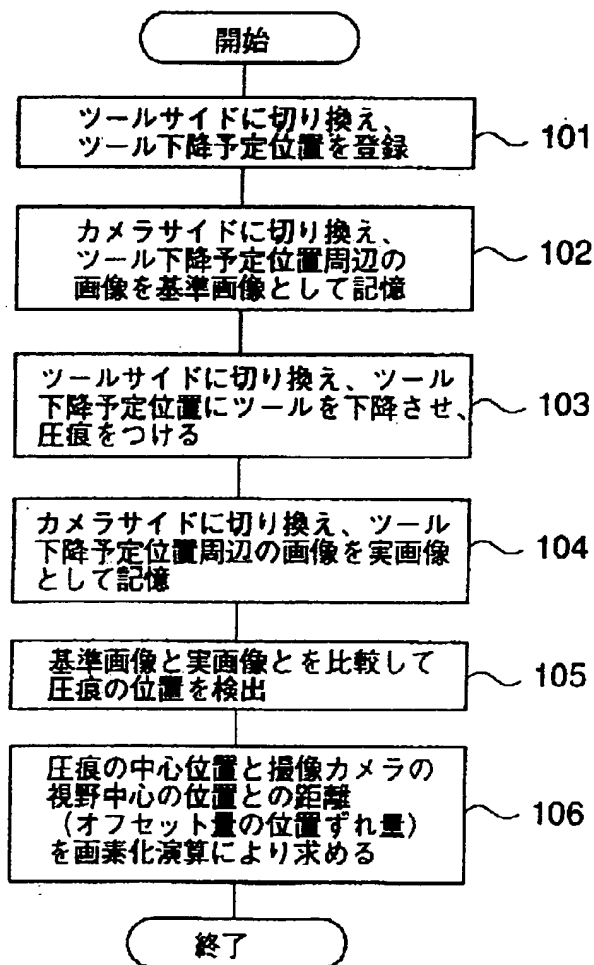 開始
ツールサイドに切り換え、
ツール下降予定位置を登録
101
カメラサイドに切り換え、
ツール下降予定位置周辺の
画像を基準画像として記憶
102
ツールサイドに切り換え、ツール
下降予定位置にツールを下降させ、
圧痕をつける
103
カメラサイドに切り換え、ツール
下降予定位置周辺の画像を実画像
として記憶
104
基準画像と実画像とを比較して
圧痕の位置を検出
105
圧痕の中心位置と撮像カメラの
視野中心の位置との距離
（オフセット量の位置ずれ量）
を画素化演算により求める
106
終了